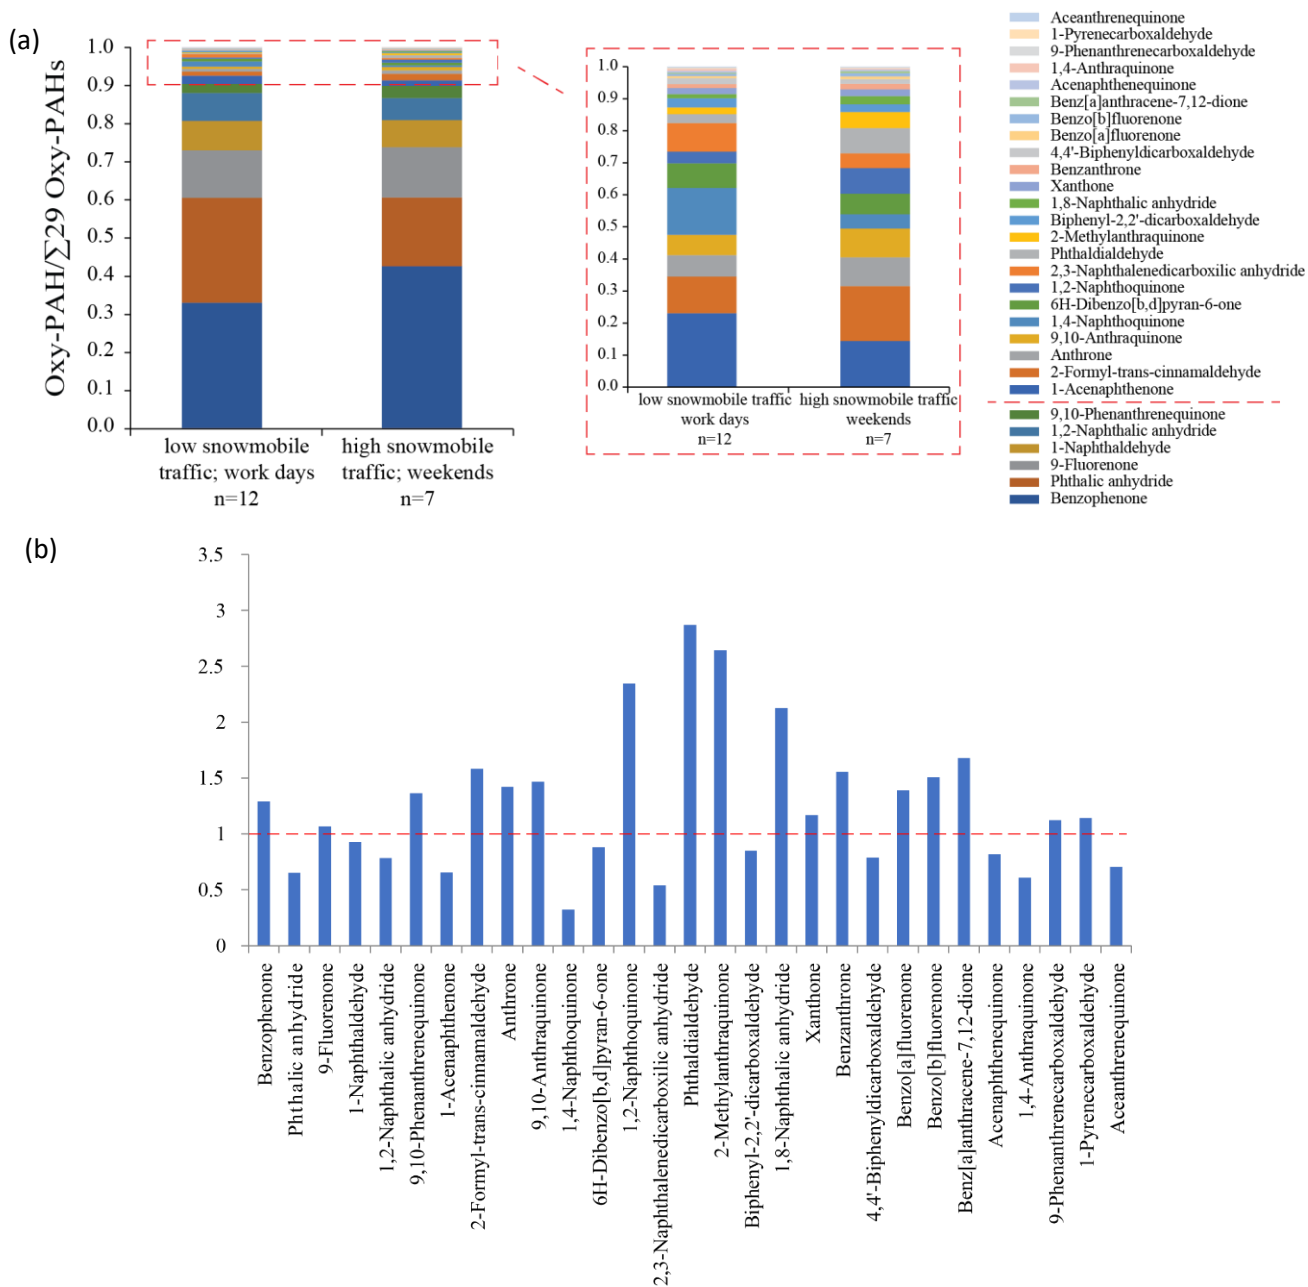 (a)
Oxy-PAH/∑29 Oxy-PAHs
1.0
0.9
0.8
0.7
0.6
0.5
0.4
0.3
0.2
0.1
0.0
low snowmobile
traffic; work days
n=12
high snowmobile
traffic; weekends
n=7
1.0
0.9
0.8
0.7
0.6
0.5
0.4
0.3
0.2
0.1
0.0
low snowmobile traffic
work days
n=12
high snowmobile traffic
weekends
n=7
Aceanthrenequinone
1-Pyrenecarboxaldehyde
9-Phenanthrenecarboxaldehyde
1,4-Anthraquinone
Acenaphthenequinone
Benz[a]anthracene-7,12-dione
Benzo[b]fluorenone
Benzo[a]fluorenone
4,4'-Biphenyldicarboxaldehyde
Benzanthrone
Xanthone
1,8-Naphthalic anhydride
Biphenyl-2,2'-dicarboxaldehyde
2-Methylanthraquinone
Phthaldialdehyde
2,3-Naphthalenedicarboxilic anhydride
1,2-Naphthoquinone
6H-Dibenzo[b,d]pyran-6-one
1,4-Naphthoquinone
9,10-Anthraquinone
Anthrone
2-Formyl-trans-cinnamaldehyde
1-Acenaphthenone
9,10-Phenanthrenequinone
1,2-Naphthalic anhydride
1-Naphthaldehyde
9-Fluorenone
Phthalic anhydride
Benzophenone
(b)
3.5
3
2.5
2
1.5
1
0.5
0
Benzophenone
Phthalic anhydride
9-Fluorenone
1-Naphthaldehyde
1,2-Naphthalic anhydride
9,10-Phenanthrenequinone
1-Acenaphthenone
2-Formyl-trans-cinnamaldehyde
Anthrone
9,10-Anthraquinone
1,4-Naphthoquinone
6H-Dibenzo[b,d]pyran-6-one
1,2-Naphthoquinone
2,3-Naphthalenedicarboxilic anhydride
Phthaldialdehyde
2-Methylanthraquinone
Biphenyl-2,2'-dicarboxaldehyde
1,8-Naphthalic anhydride
Xanthone
Benzanthrone
4,4'-Biphenyldicarboxaldehyde
Benzo[a]fluorenone
Benzo[b]fluorenone
Benz[a]anthracene-7,12-dione
Acenaphthenequinone
1,4-Anthraquinone
9-Phenanthrenecarboxaldehyde
1-Pyrenecarboxaldehyde
Aceanthrenequinone